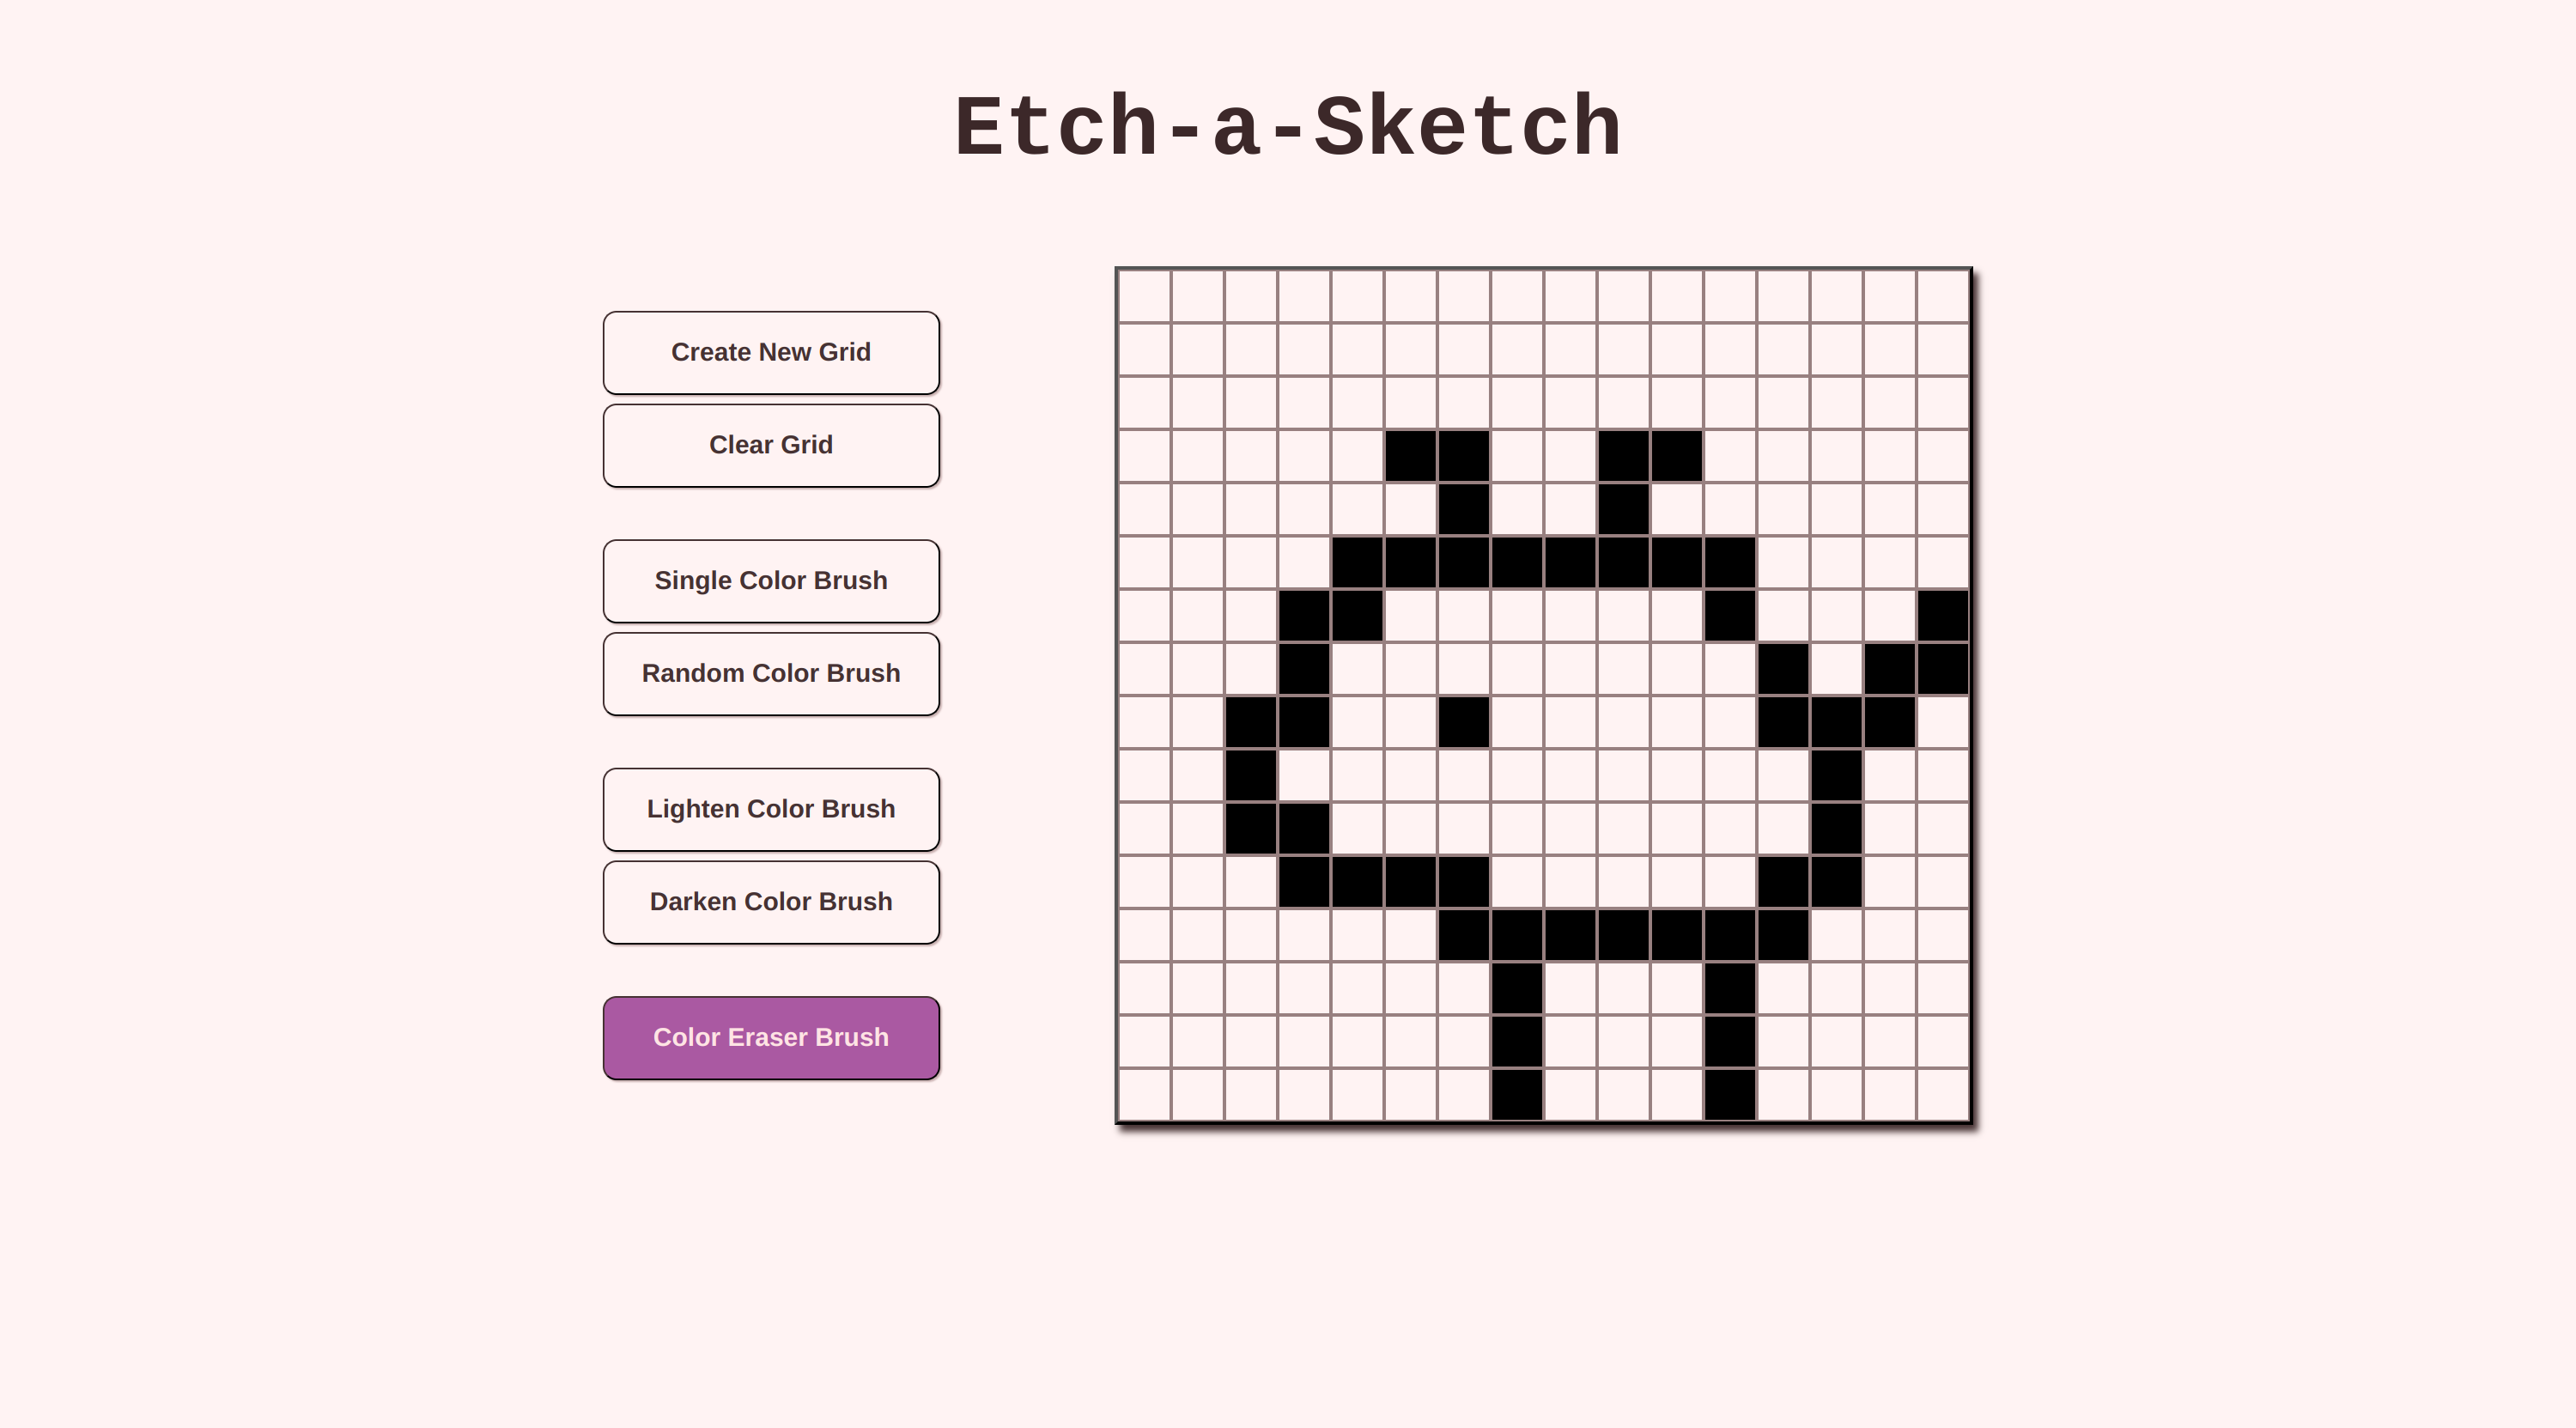 Etch-a-Sketch
Create New Grid
Clear Grid
Single Color Brush
Random Color Brush
Lighten Color Brush
Darken Color Brush
Color Eraser Brush